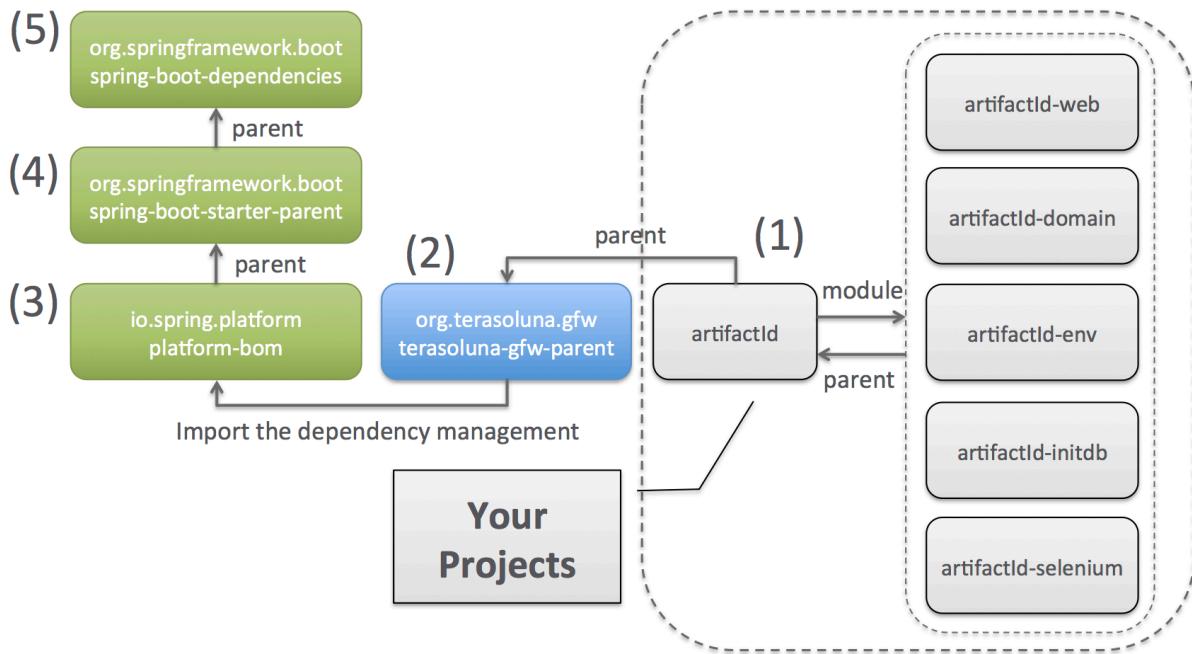 (5)
org.springframework.boot
spring-boot-dependencies
parent
(4)
org.springframework.boot
spring-boot-starter-parent
parent
(3)
io.spring.platform
platform-bom
(2)
org.terasoluna.gfw
terasoluna-gfw-parent
Import the dependency management
parent
(1)
artifactId
module
parent
Your
Projects
artifactId-web
artifactId-domain
artifactId-env
artifactId-initdb
artifactId-selenium